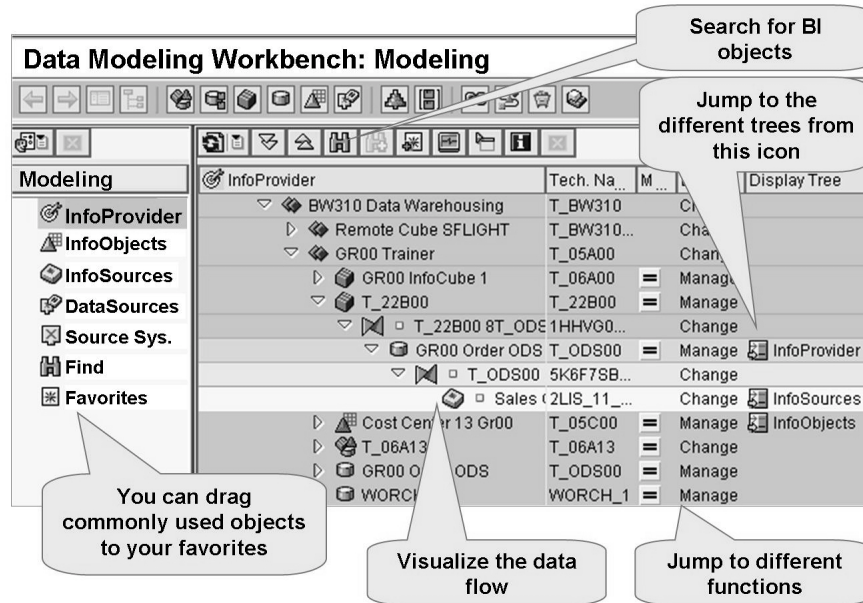 Search for BI
objects
Data Modeling Workbench: Modeling
Jump to the
different trees from
this icon
Modeling
InfoProvider
InfoObjects
InfoSources
DataSources
Source Sys.
Find
Favorites
InfoProvider Tech. Na... M... Display Tree
BW310 Data Warehousing T_BW310
Remote Cube SFLIGHT T_BW310...
GR00 Trainer T_05A00
GR00 InfoCube 1 T_06A00 = Manage
T_22B00 T_22B00 = Manage
T_22B00 8T_ODS 1HHVG0... Change
GR00 Order ODS T_ODS00 = Manage InfoProvider
T_ODS00 5K6F7SB... Change
Sales 2LIS_11_... Change InfoSources
Cost Center 13 Gr00 T_05C00 = Manage InfoObjects
T_06A13 T_06A13 = Change
GR00 ODS T_ODS00 = Manage
WORCH_1 = Manage
You can drag
commonly used objects
to your favorites
Visualize the data
flow
Jump to different
functions